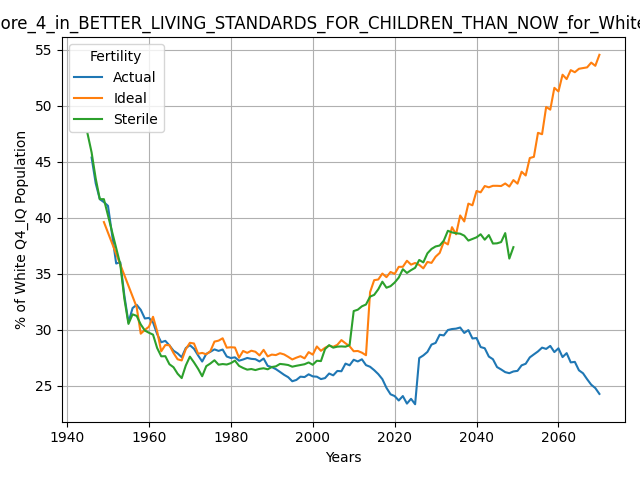 ore_4_in_BETTER_LIVING_STANDARDS_FOR_CHILDREN_THAN_NOW_for_White
Fertility
Actual
Ideal
Sterile
% of White Q4_IQ Population
55
50
45
40
35
30
25
1940
1960
1980
2000
2020
2040
2060
Years